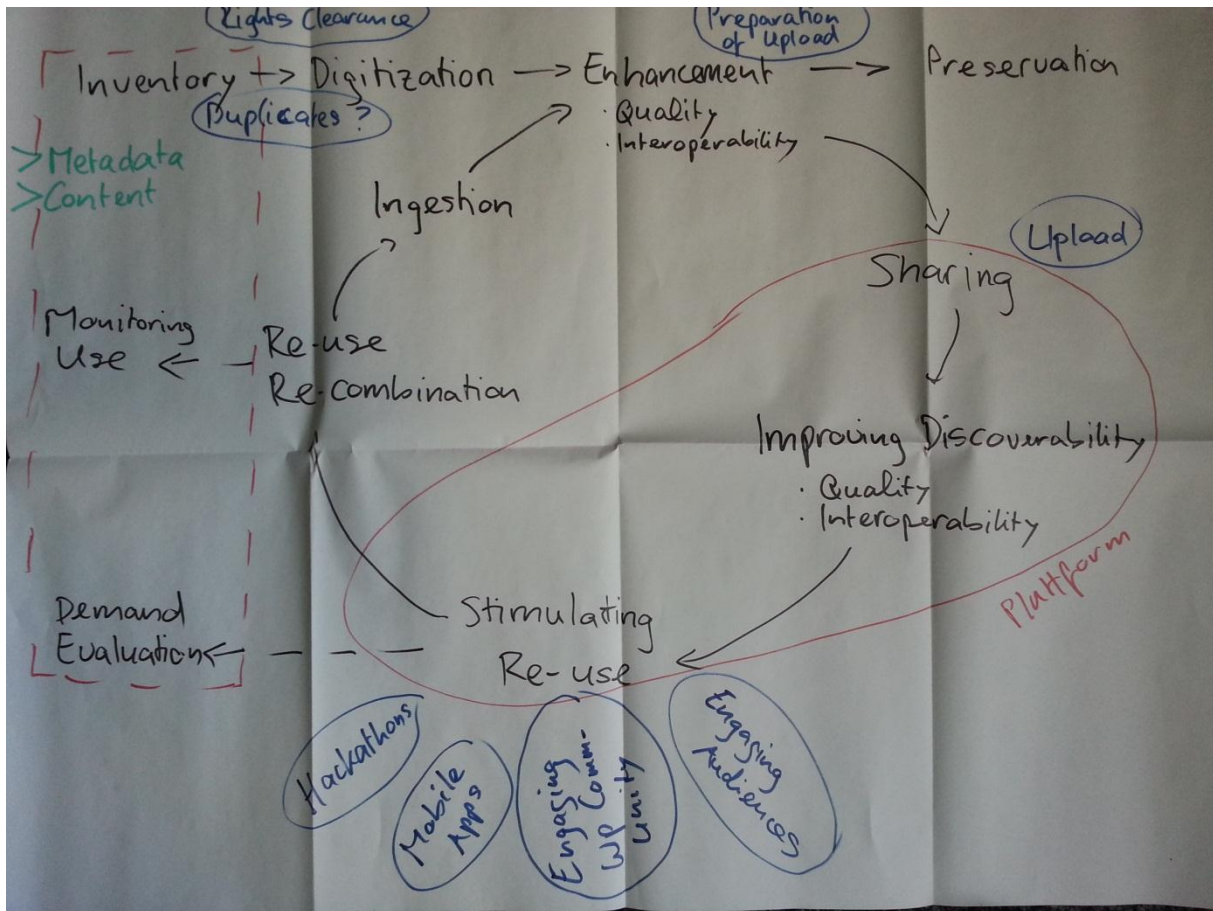 Rights Clearance
Preparation
of Upload
Inventory → Digitization → Enhancement → Preservation
Duplicates?
· Quality
· Interoperability
> Metadata
> Content
Ingestion
Upload
Sharing
Monitoring
Use
Re-use
Re-combination
Improving Discoverability
· Quality
· Interoperability
Plattform
Demand
Evaluation
Stimulating
Re-use
Hackathons
Mobile
Apps
Engaging
WP Comm-
unity
Engaging
Audiences